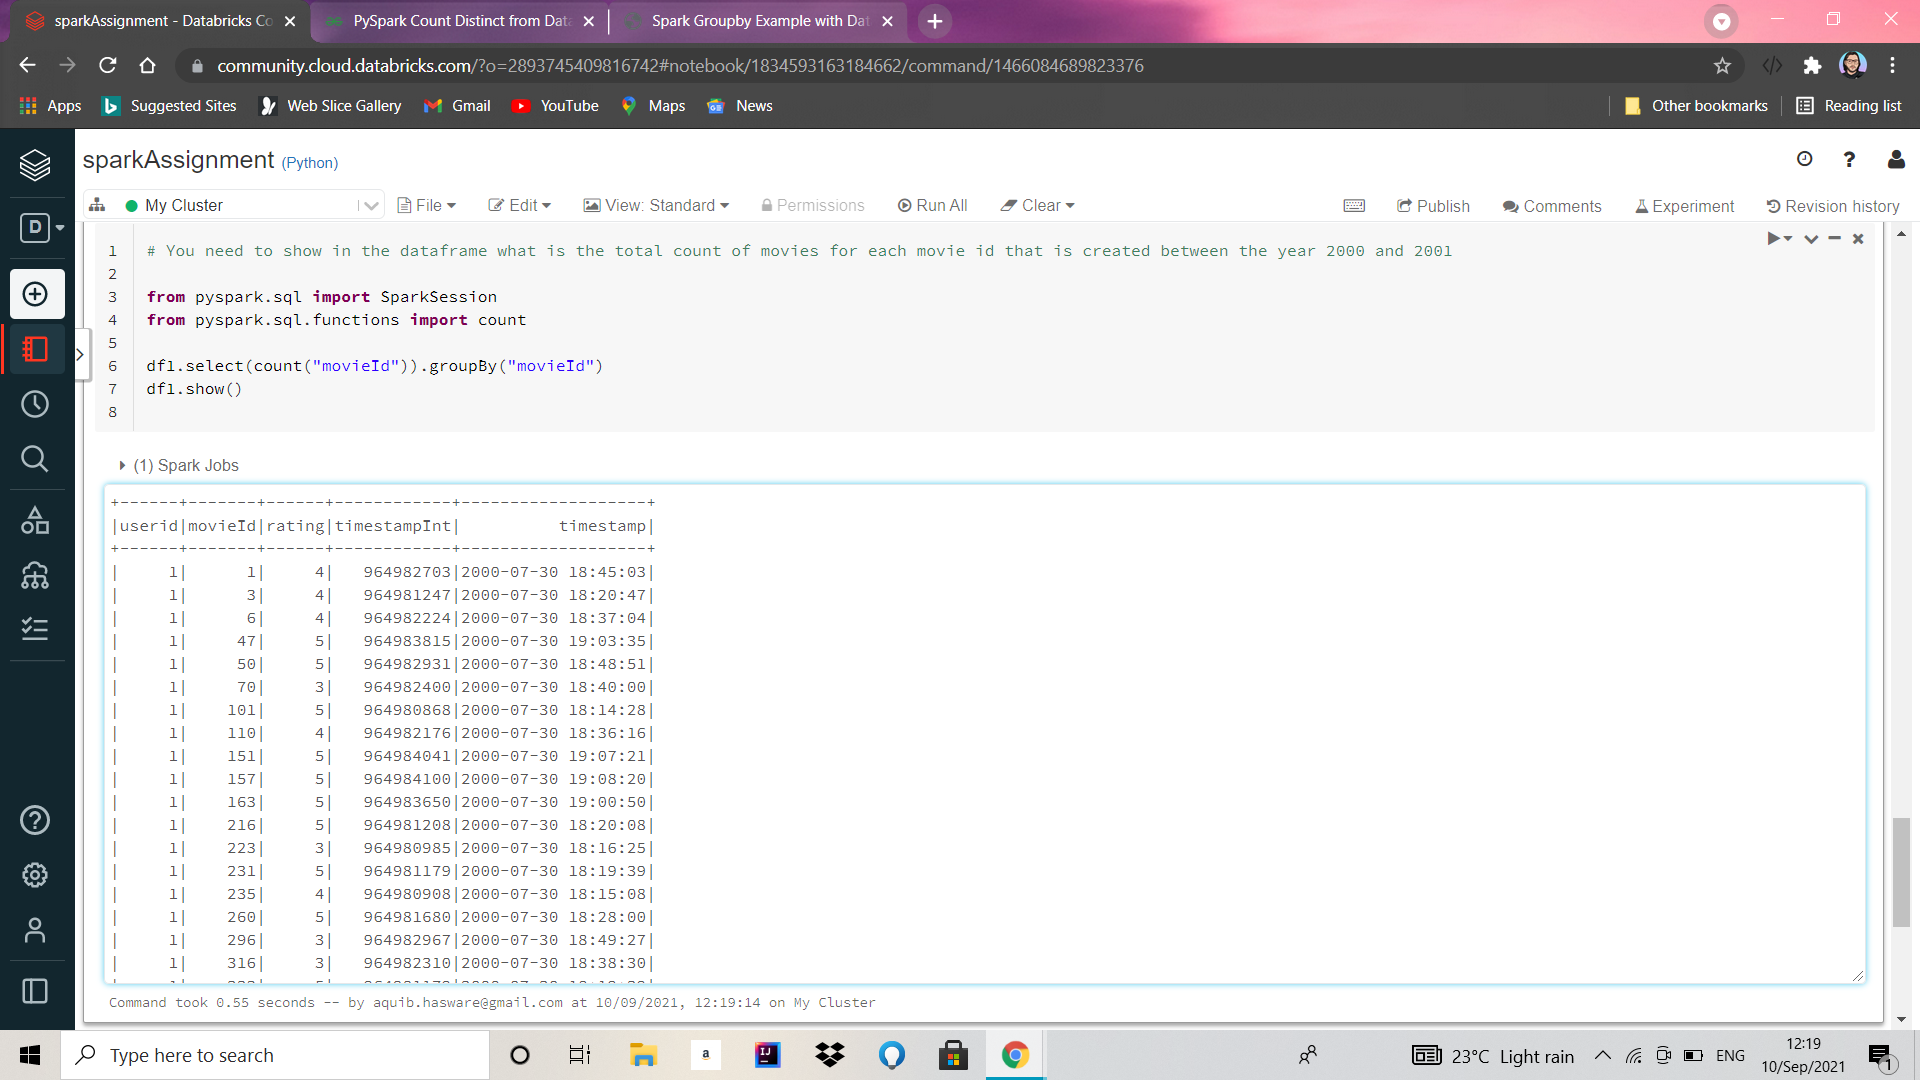 sparkAssignment - Databricks Co
PySpark Count Distinct from Data
Spark Groupby Example with Dat
community.cloud.databricks.com/?o=2893745409816742#notebook/1834593163184662/command/1466084689823376
Apps Suggested Sites Web Slice Gallery Gmail YouTube Maps News Other bookmarks Reading list
sparkAssignment (Python)
My Cluster File Edit View: Standard Permissions Run All Clear Publish Comments Experiment Revision history
D
1 # You need to show in the dataframe what is the total count of movies for each movie id that is created between the year 2000 and 2001
2
3 from pyspark.sql import SparkSession
4 from pyspark.sql.functions import count
5
6 df1.select(count("movieId")).groupBy("movieId")
7 df1.show()
8
(1) Spark Jobs
+------+-------+------+------------+-------------------+
|userid|movieId|rating|timestampInt|          timestamp|
+------+-------+------+------------+-------------------+
|     1|      1|     4|   964982703|2000-07-30 18:45:03|
|     1|      3|     4|   964981247|2000-07-30 18:20:47|
|     1|      6|     4|   964982224|2000-07-30 18:37:04|
|     1|     47|     5|   964983815|2000-07-30 19:03:35|
|     1|     50|     5|   964982931|2000-07-30 18:48:51|
|     1|     70|     3|   964982400|2000-07-30 18:40:00|
|     1|    101|     5|   964980868|2000-07-30 18:14:28|
|     1|    110|     4|   964982176|2000-07-30 18:36:16|
|     1|    151|     5|   964984041|2000-07-30 19:07:21|
|     1|    157|     5|   964984100|2000-07-30 19:08:20|
|     1|    163|     5|   964983650|2000-07-30 19:00:50|
|     1|    216|     5|   964981208|2000-07-30 18:20:08|
|     1|    223|     3|   964980985|2000-07-30 18:16:25|
|     1|    231|     5|   964981179|2000-07-30 18:19:39|
|     1|    235|     4|   964980908|2000-07-30 18:15:08|
|     1|    260|     5|   964981680|2000-07-30 18:28:00|
|     1|    296|     3|   964982967|2000-07-30 18:49:27|
|     1|    316|     3|   964982310|2000-07-30 18:38:30|
Command took 0.55 seconds -- by aquib.hasware@gmail.com at 10/09/2021, 12:19:14 on My Cluster
Type here to search
23°C Light rain
ENG
12:19
10/Sep/2021
1